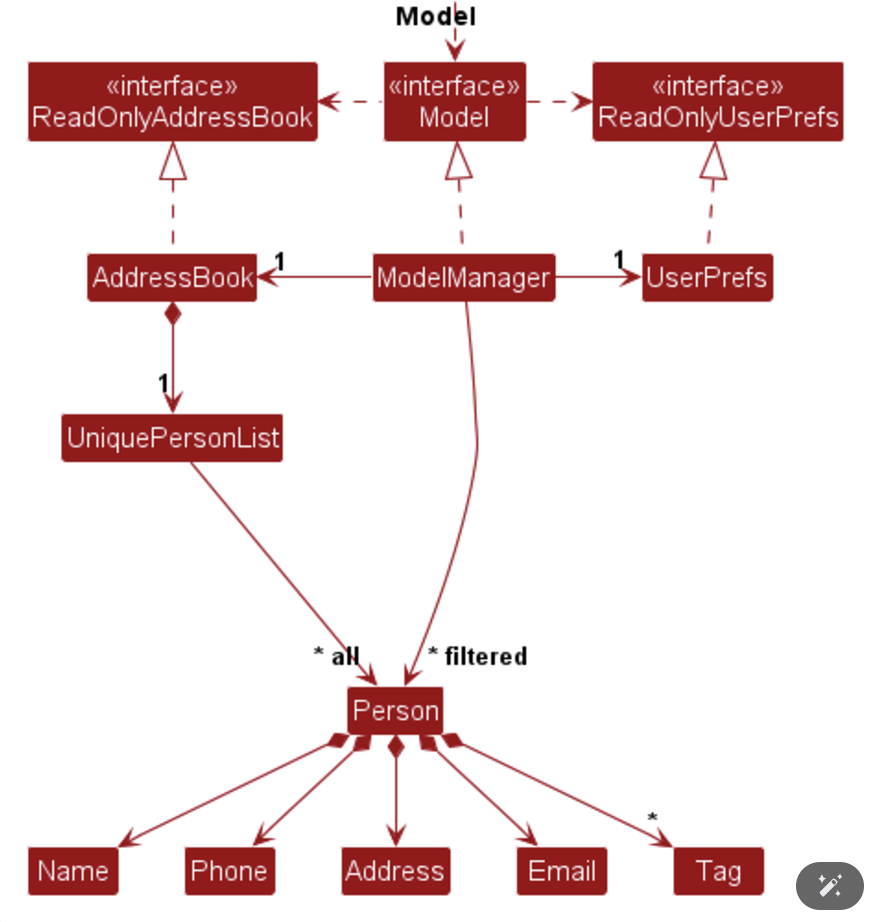 Model
«interface»
ReadOnlyAddressBook
«interface»
Model
«interface»
ReadOnlyUserPrefs
AddressBook
1
ModelManager
1
UserPrefs
1
UniquePersonList
* all
* filtered
Person
*
Name
Phone
Address
Email
Tag